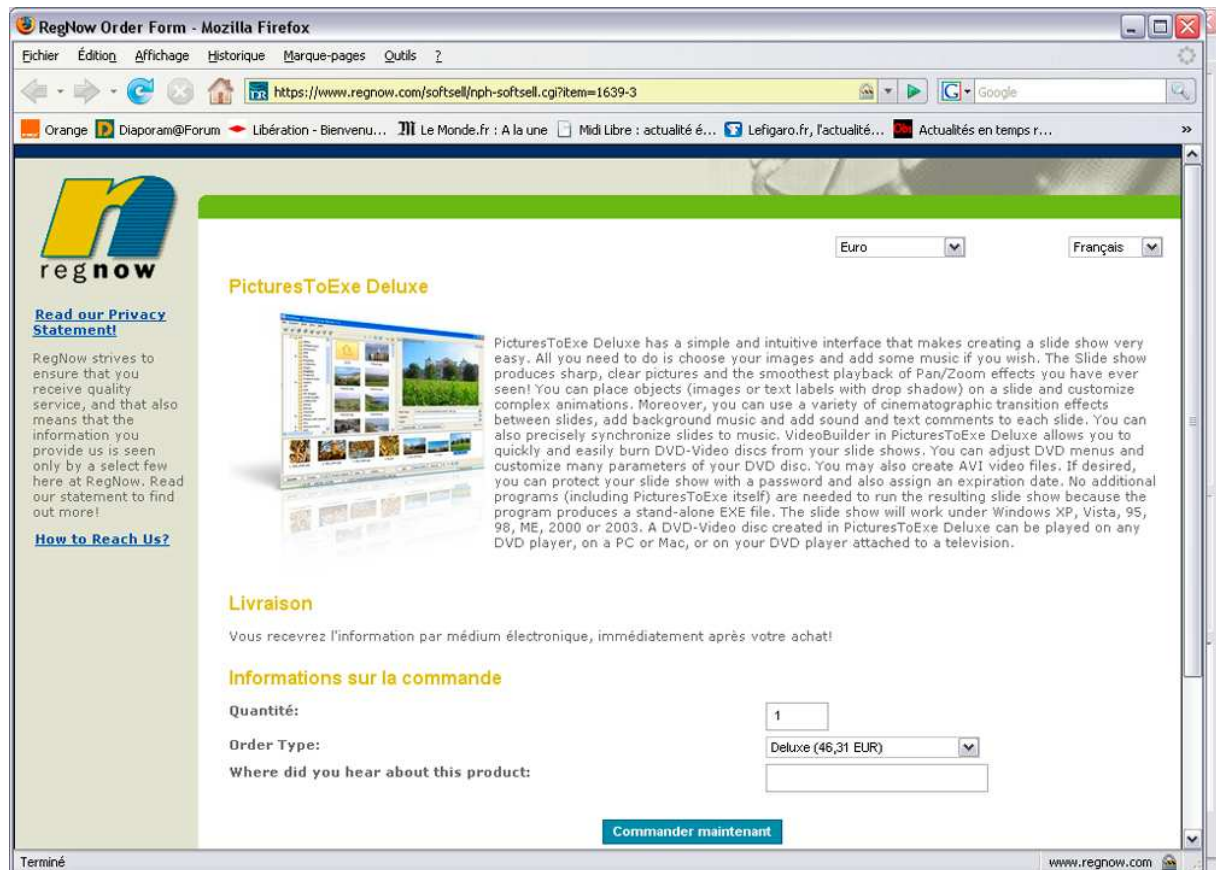 RegNow Order Form - Mozilla Firefox
Fichier Édition Affichage Historique Marque-pages Outils ?
https://www.regnow.com/softsell/nph-softsell.cgi?item=1639-3
Google
Orange Diaporam@Forum Libération - Bienvenu... Le Monde.fr : A la une Midi Libre : actualité é... Lefigaro.fr, l'actualité... Actualités en temps r... »
regnow
Read our Privacy
Statement!
RegNow strives to
ensure that you
receive quality
service, and that also
means that the
information you
provide us is seen
only by a select few
here at RegNow. Read
our statement to find
out more!
How to Reach Us?
Euro
Français
PicturesToExe Deluxe
PicturesToExe Deluxe has a simple and intuitive interface that makes creating a slide show very
easy. All you need to do is choose your images and add some music if you wish. The Slide show
produces sharp, clear pictures and the smoothest playback of Pan/Zoom effects you have ever
seen! You can place objects (images or text labels with drop shadow) on a slide and customize
complex animations. Moreover, you can use a variety of cinematographic transition effects
between slides, add background music and add sound and text comments to each slide. You can
also precisely synchronize slides to music. VideoBuilder in PicturesToExe Deluxe allows you to
quickly and easily burn DVD-Video discs from your slide shows. You can adjust DVD menus and
customize many parameters of your DVD disc. You may also create AVI video files. If desired,
you can protect your slide show with a password and also assign an expiration date. No additional
programs (including PicturesToExe itself) are needed to run the resulting slide show because the
program produces a stand-alone EXE file. The slide show will work under Windows XP, Vista, 95,
98, ME, 2000 or 2003. A DVD-Video disc created in PicturesToExe Deluxe can be played on any
DVD player, on a PC or Mac, or on your DVD player attached to a television.
Livraison
Vous recevrez l'information par médium électronique, immédiatement après votre achat!
Informations sur la commande
Quantité:
1
Order Type:
Deluxe (46,31 EUR)
Where did you hear about this product:
Commander maintenant
Terminé
www.regnow.com